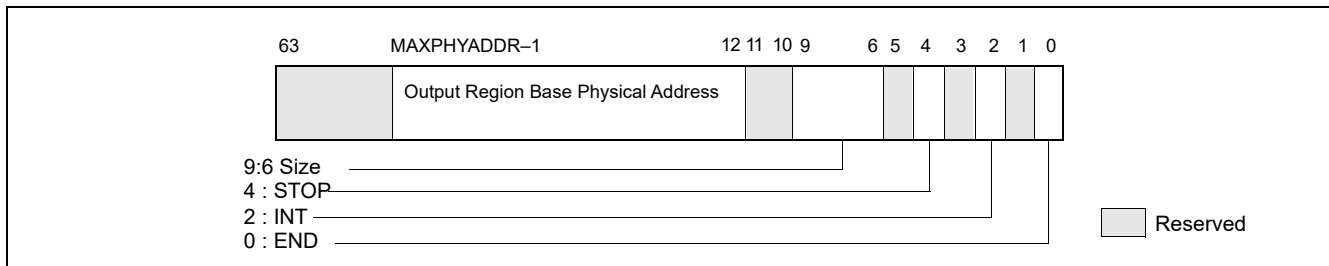 63 MAXPHYADDR–1 12 11 10 9 6 5 4 3 2 1 0
Output Region Base Physical Address
9:6 Size
4 : STOP
2 : INT
0 : END
Reserved